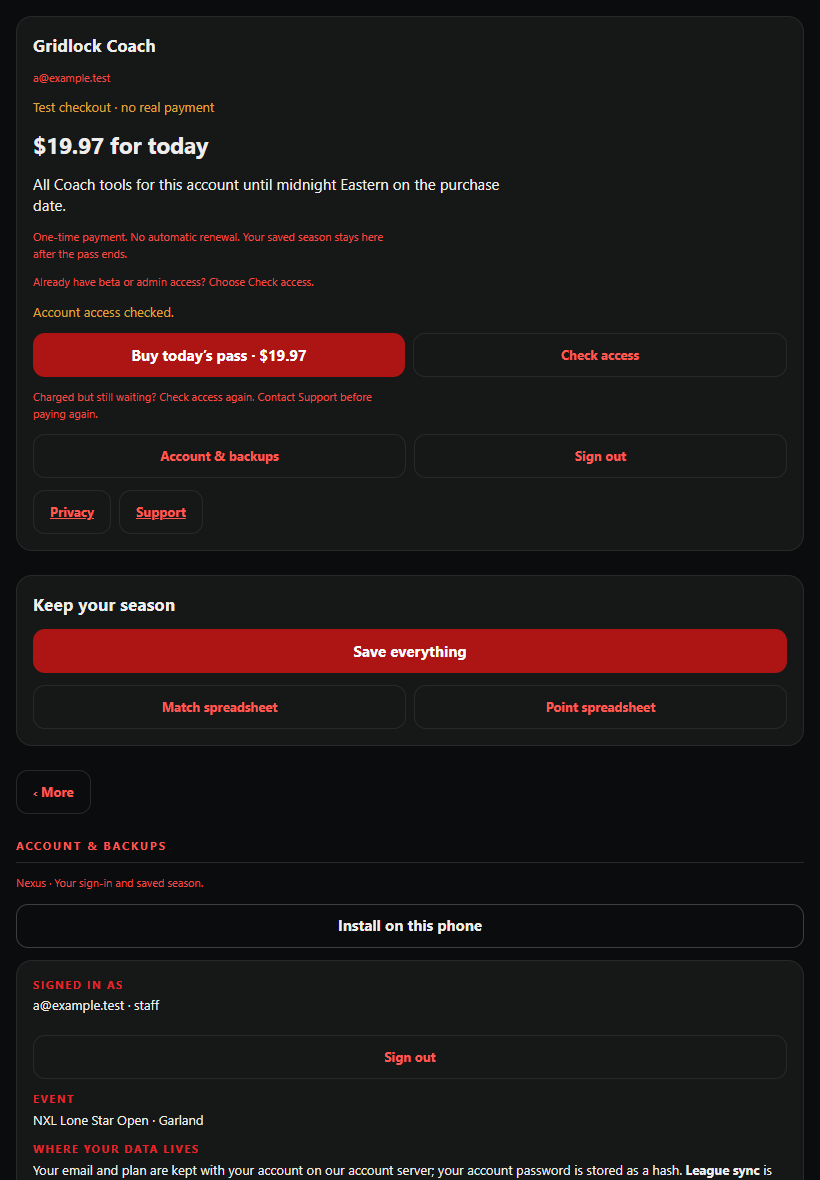 Gridlock Coach
a@example.test
Test checkout · no real payment
$19.97 for today
All Coach tools for this account until midnight Eastern on the purchase
date.
One-time payment. No automatic renewal. Your saved season stays here
after the pass ends.
Already have beta or admin access? Choose Check access.
Account access checked.
Buy today’s pass · $19.97
Check access
Charged but still waiting? Check access again. Contact Support before
paying again.
Account & backups
Sign out
Privacy
Support
Keep your season
Save everything
Match spreadsheet
Point spreadsheet
‹ More
ACCOUNT & BACKUPS
Nexus · Your sign-in and saved season.
Install on this phone
SIGNED IN AS
a@example.test · staff
Sign out
EVENT
NXL Lone Star Open · Garland
WHERE YOUR DATA LIVES
Your email and plan are kept with your account on our account server; your account password is stored as a hash. League sync is